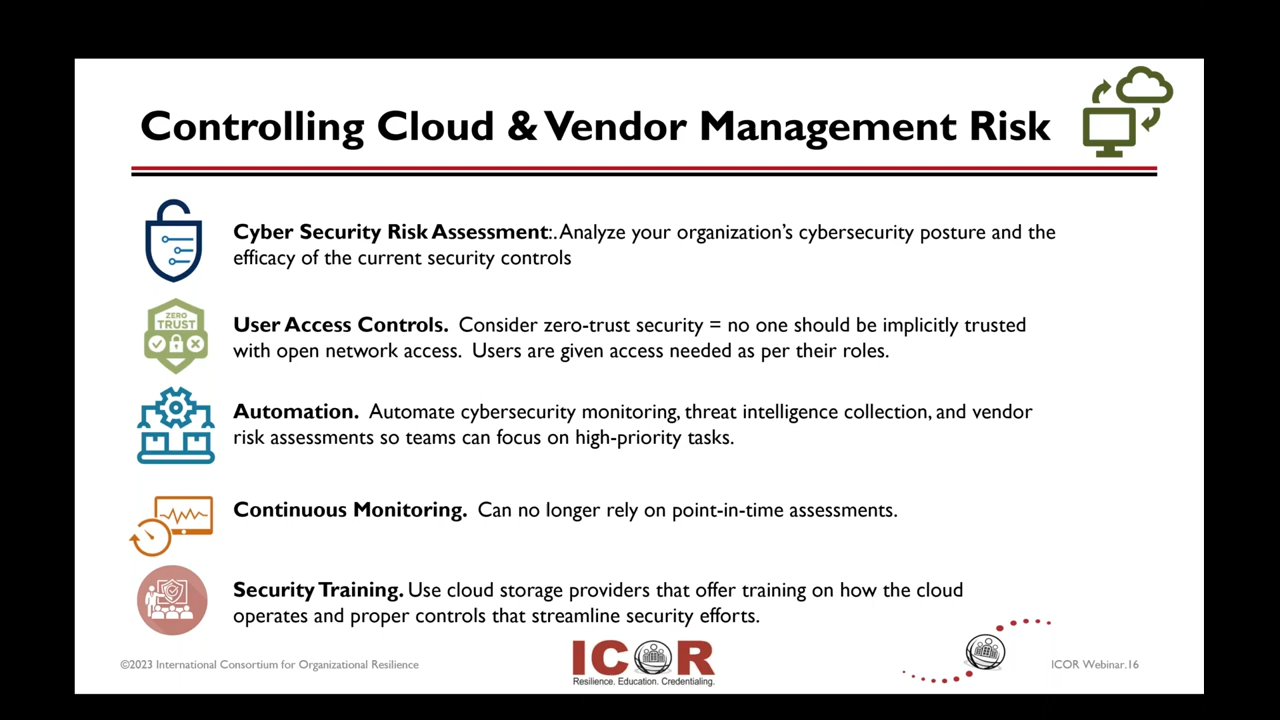 Controlling Cloud & Vendor Management Risk
Cyber Security Risk Assessment:. Analyze your organization's cybersecurity posture and the
efficacy of the current security controls
ZERO
TRUST
User Access Controls. Consider zero-trust security = no one should be implicitly trusted
with open network access. Users are given access needed as per their roles.
Automation. Automate cybersecurity monitoring, threat intelligence collection, and vendor
risk assessments so teams can focus on high-priority tasks.
Continuous Monitoring. Can no longer rely on point-in-time assessments.
Security Training. Use cloud storage providers that offer training on how the cloud
operates and proper controls that streamline security efforts.
©2023 International Consortium for Organizational Resilience
ICOR
Resilience. Education. Credentialing.
ICOR Webinar.16